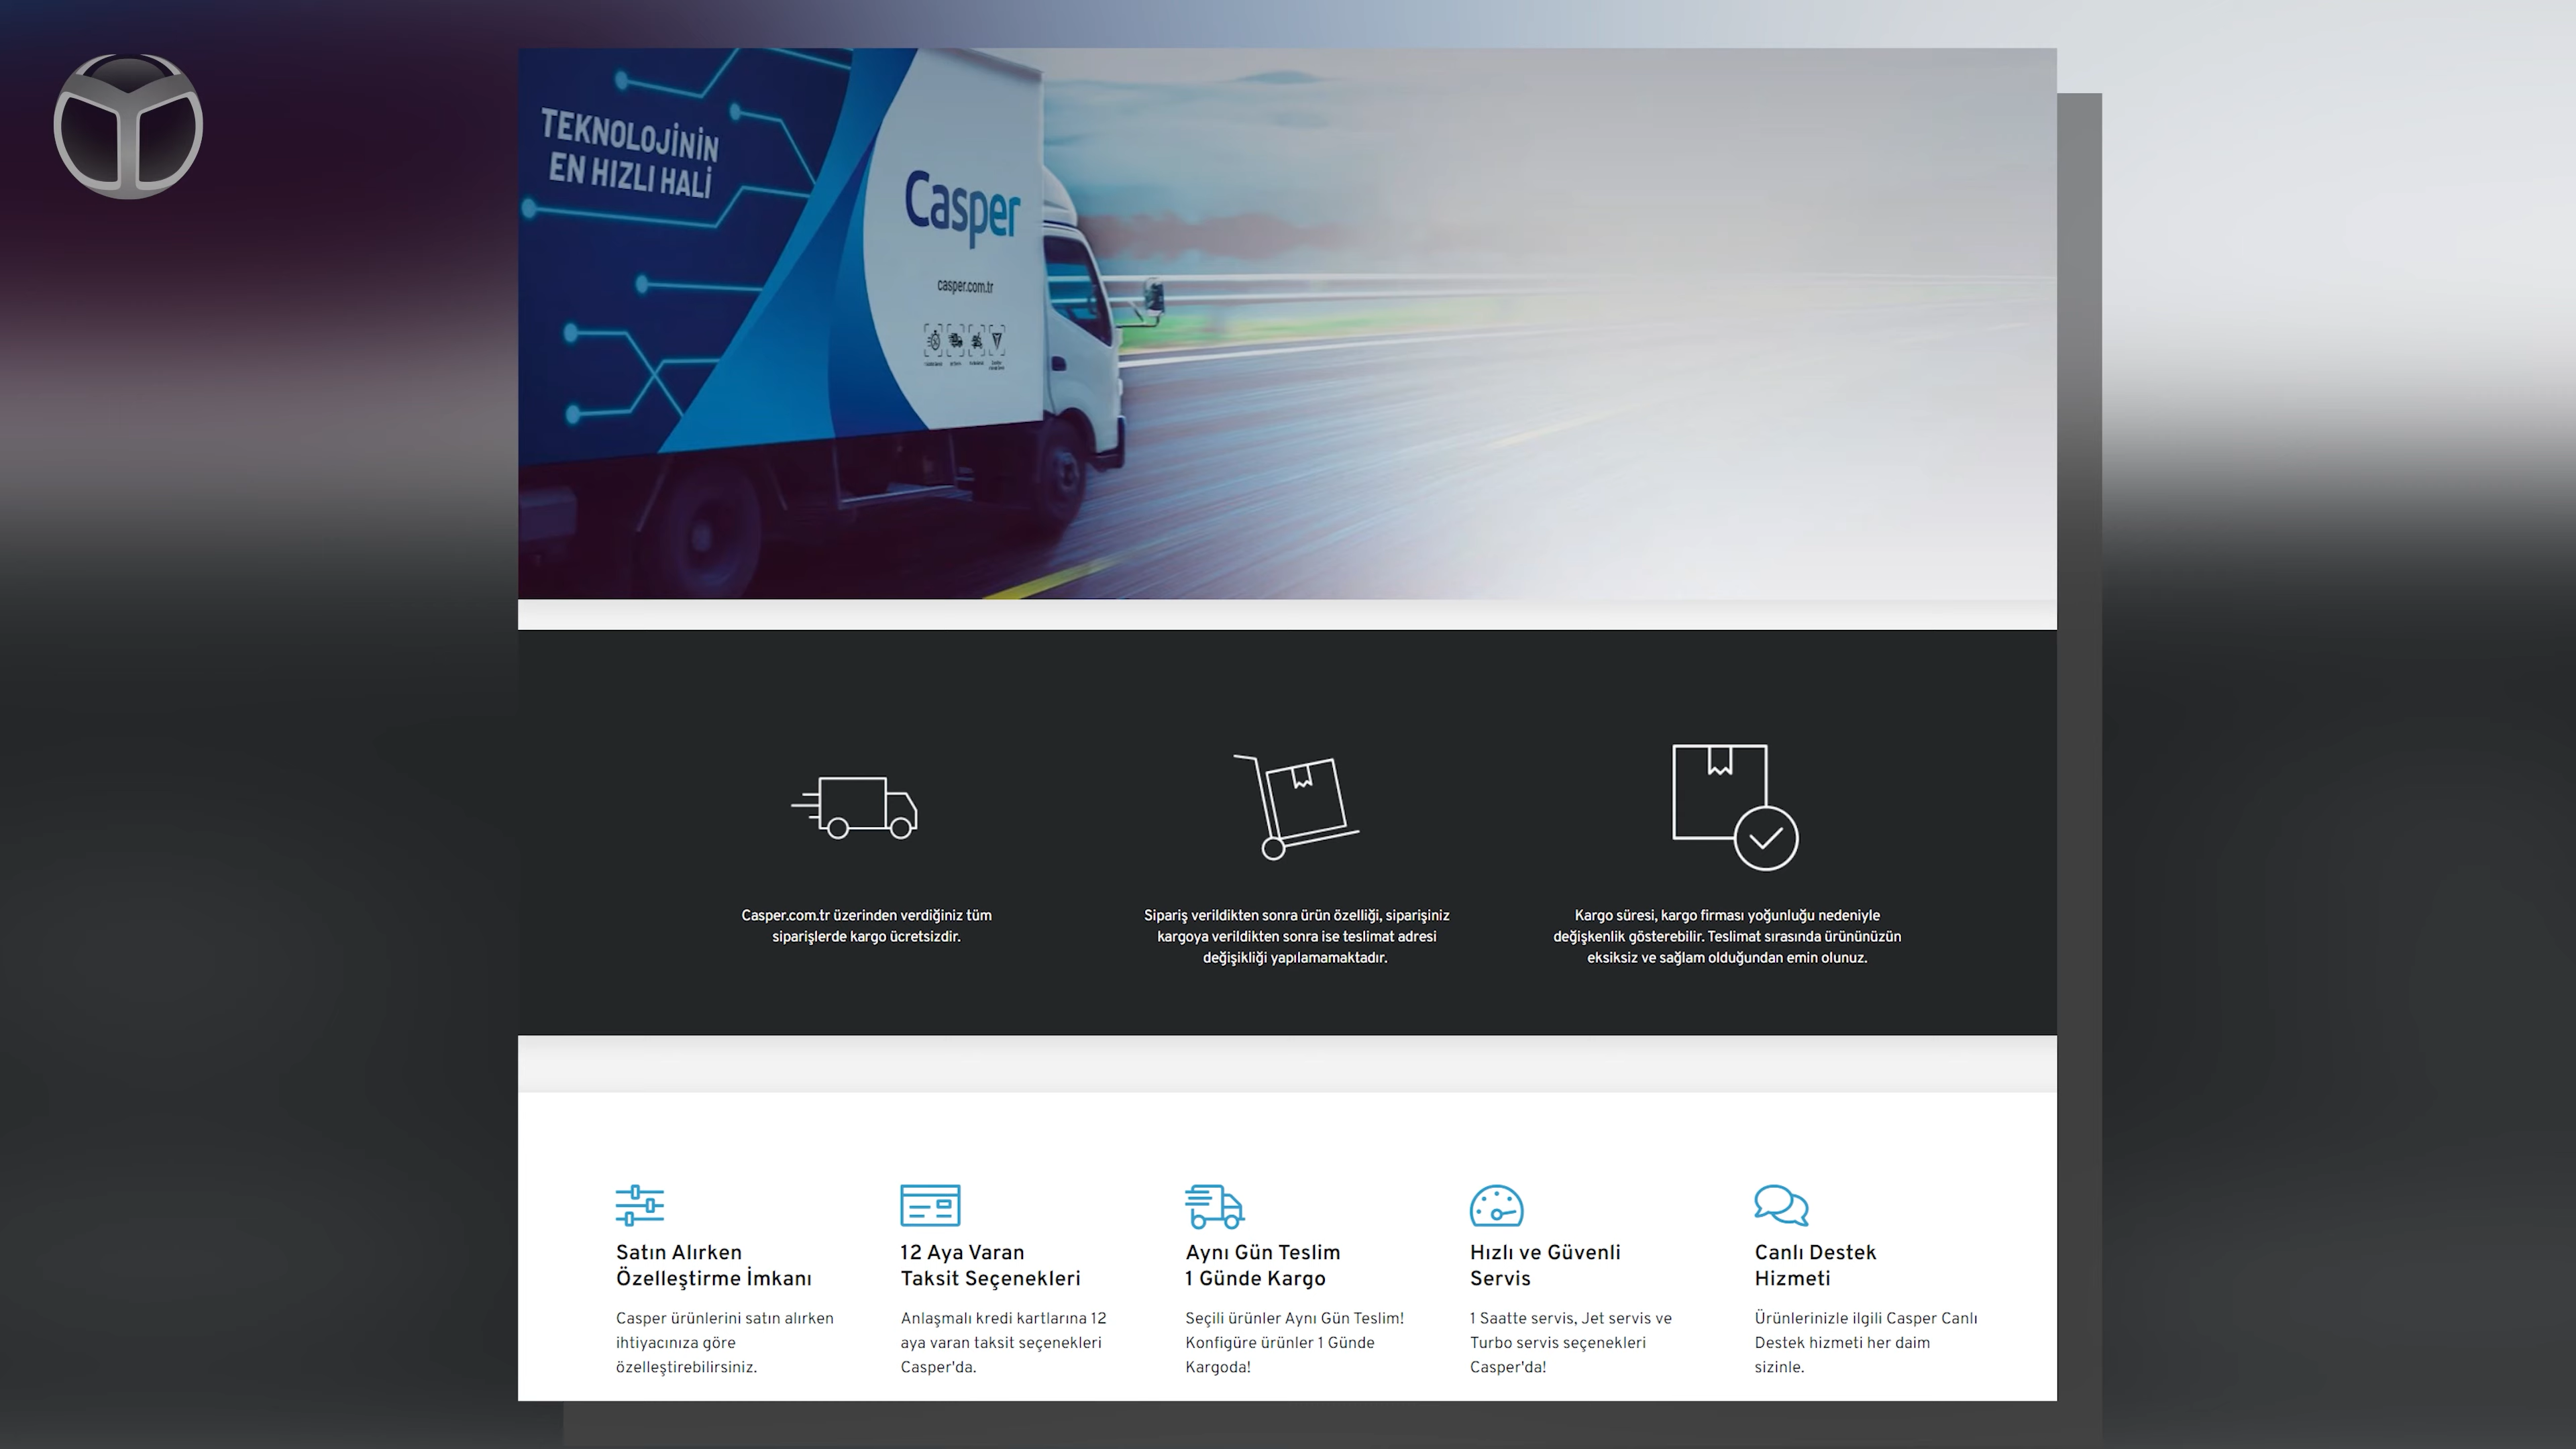 TEKNOLOJİNİN
EN HIZLI HALİ
Casper
casper.com.tr
Casper.com.tr üzerinden verdiğiniz tüm
siparişlerde kargo ücretsizdir.
Sipariş verildikten sonra ürün özelliği, siparişiniz
kargoya verildikten sonra ise teslimat adresi
değişikliği yapılamamaktadır.
Kargo süresi, kargo firması yoğunluğu nedeniyle
değişkenlik gösterebilir. Teslimat sırasında ürününüzün
eksiksiz ve sağlam olduğundan emin olunuz.
Satın Alırken
Özelleştirme İmkanı
Casper ürünlerini satın alırken
ihtiyacınıza göre
özelleştirebilirsiniz.
12 Aya Varan
Taksit Seçenekleri
Anlaşmalı kredi kartlarına 12
aya varan taksit seçenekleri
Casper'da.
Aynı Gün Teslim
1 Günde Kargo
Seçili ürünler Aynı Gün Teslim!
Konfigüre ürünler 1 Günde
Kargoda!
Hızlı ve Güvenli
Servis
1 Saatte servis, Jet servis ve
Turbo servis seçenekleri
Casper'da!
Canlı Destek
Hizmeti
Ürünlerinizle ilgili Casper Canlı
Destek hizmeti her daim
sizinle.